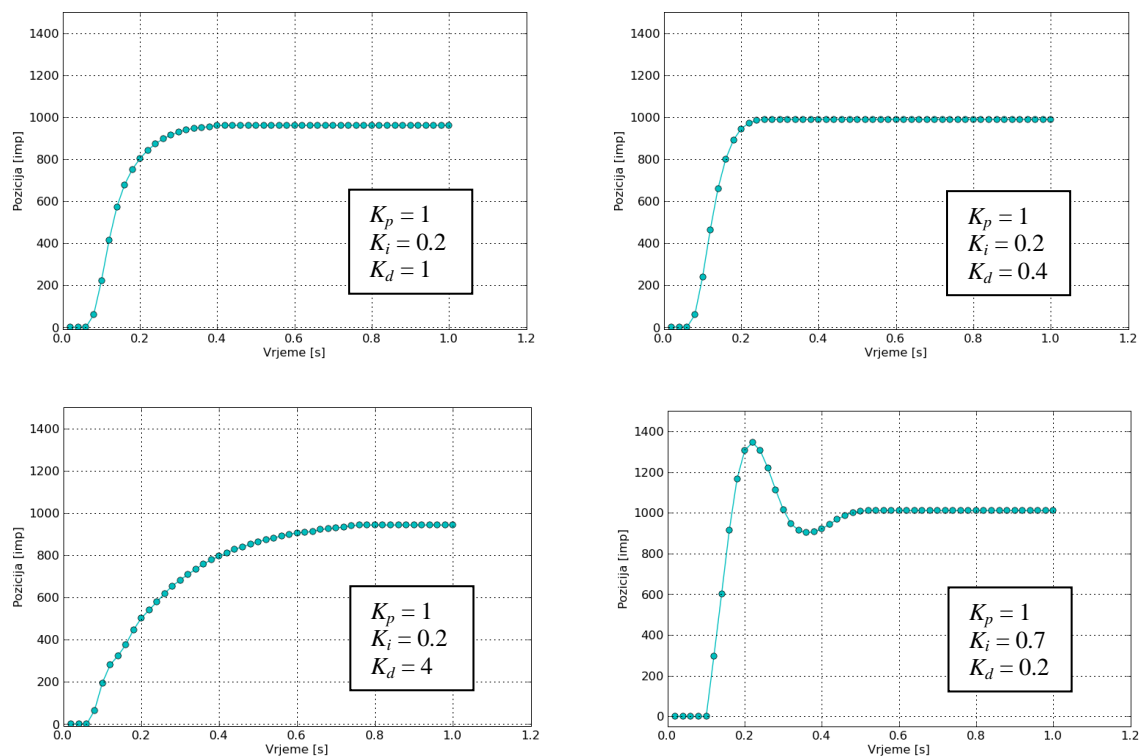 1400
1200
1000
800
600
400
200
0
Pozicija [imp]
0.0 0.2 0.4 0.6 0.8 1.0 1.2
Vrjeme [s]
K_p = 1
K_i = 0.2
K_d = 1
1400
1200
1000
800
600
400
200
0
Pozicija [imp]
0.0 0.2 0.4 0.6 0.8 1.0 1.2
Vrjeme [s]
K_p = 1
K_i = 0.2
K_d = 0.4
1400
1200
1000
800
600
400
200
0
Pozicija [imp]
0.0 0.2 0.4 0.6 0.8 1.0 1.2
Vrjeme [s]
K_p = 1
K_i = 0.2
K_d = 4
1400
1200
1000
800
600
400
200
0
Pozicija [imp]
0.0 0.2 0.4 0.6 0.8 1.0 1.2
Vrjeme [s]
K_p = 1
K_i = 0.7
K_d = 0.2